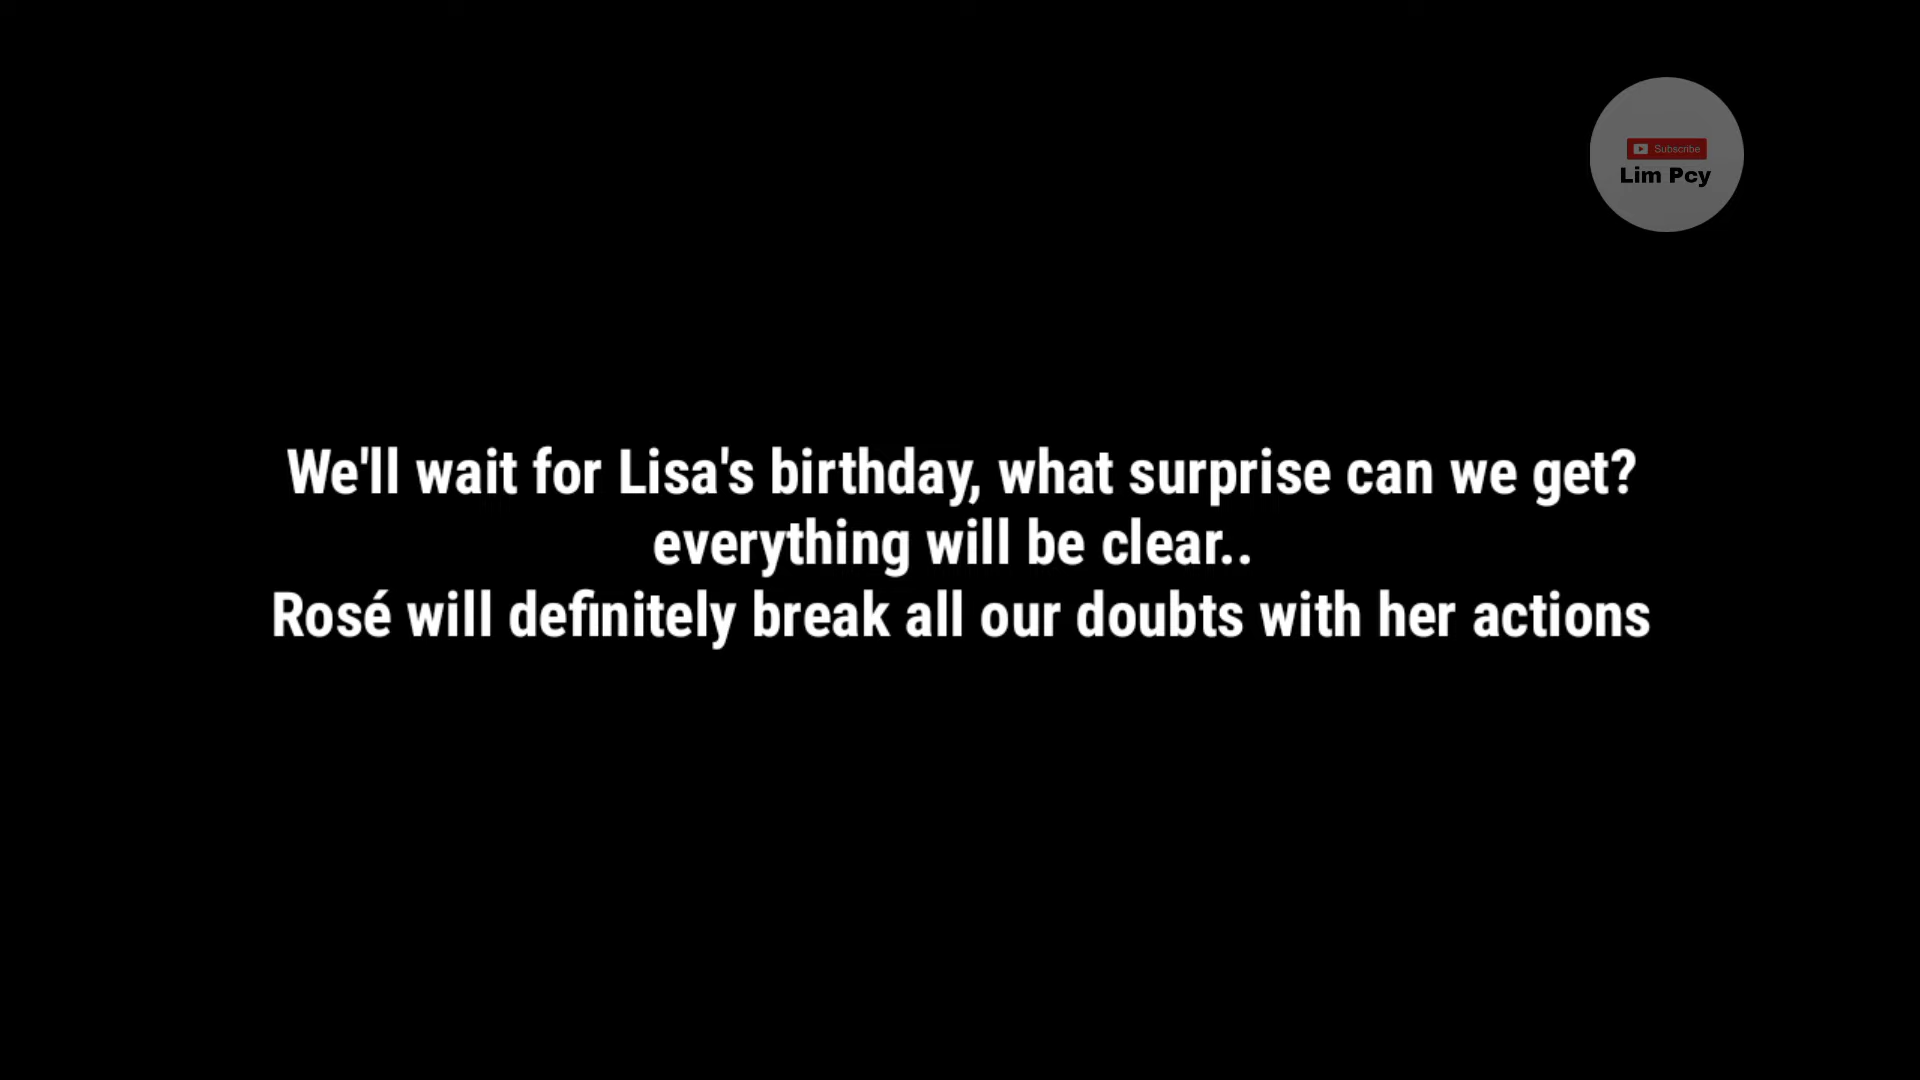 Subscribe
Lim Pcy
We'll wait for Lisa's birthday, what surprise can we get?
everything will be clear..
Rosé will definitely break all our doubts with her actions